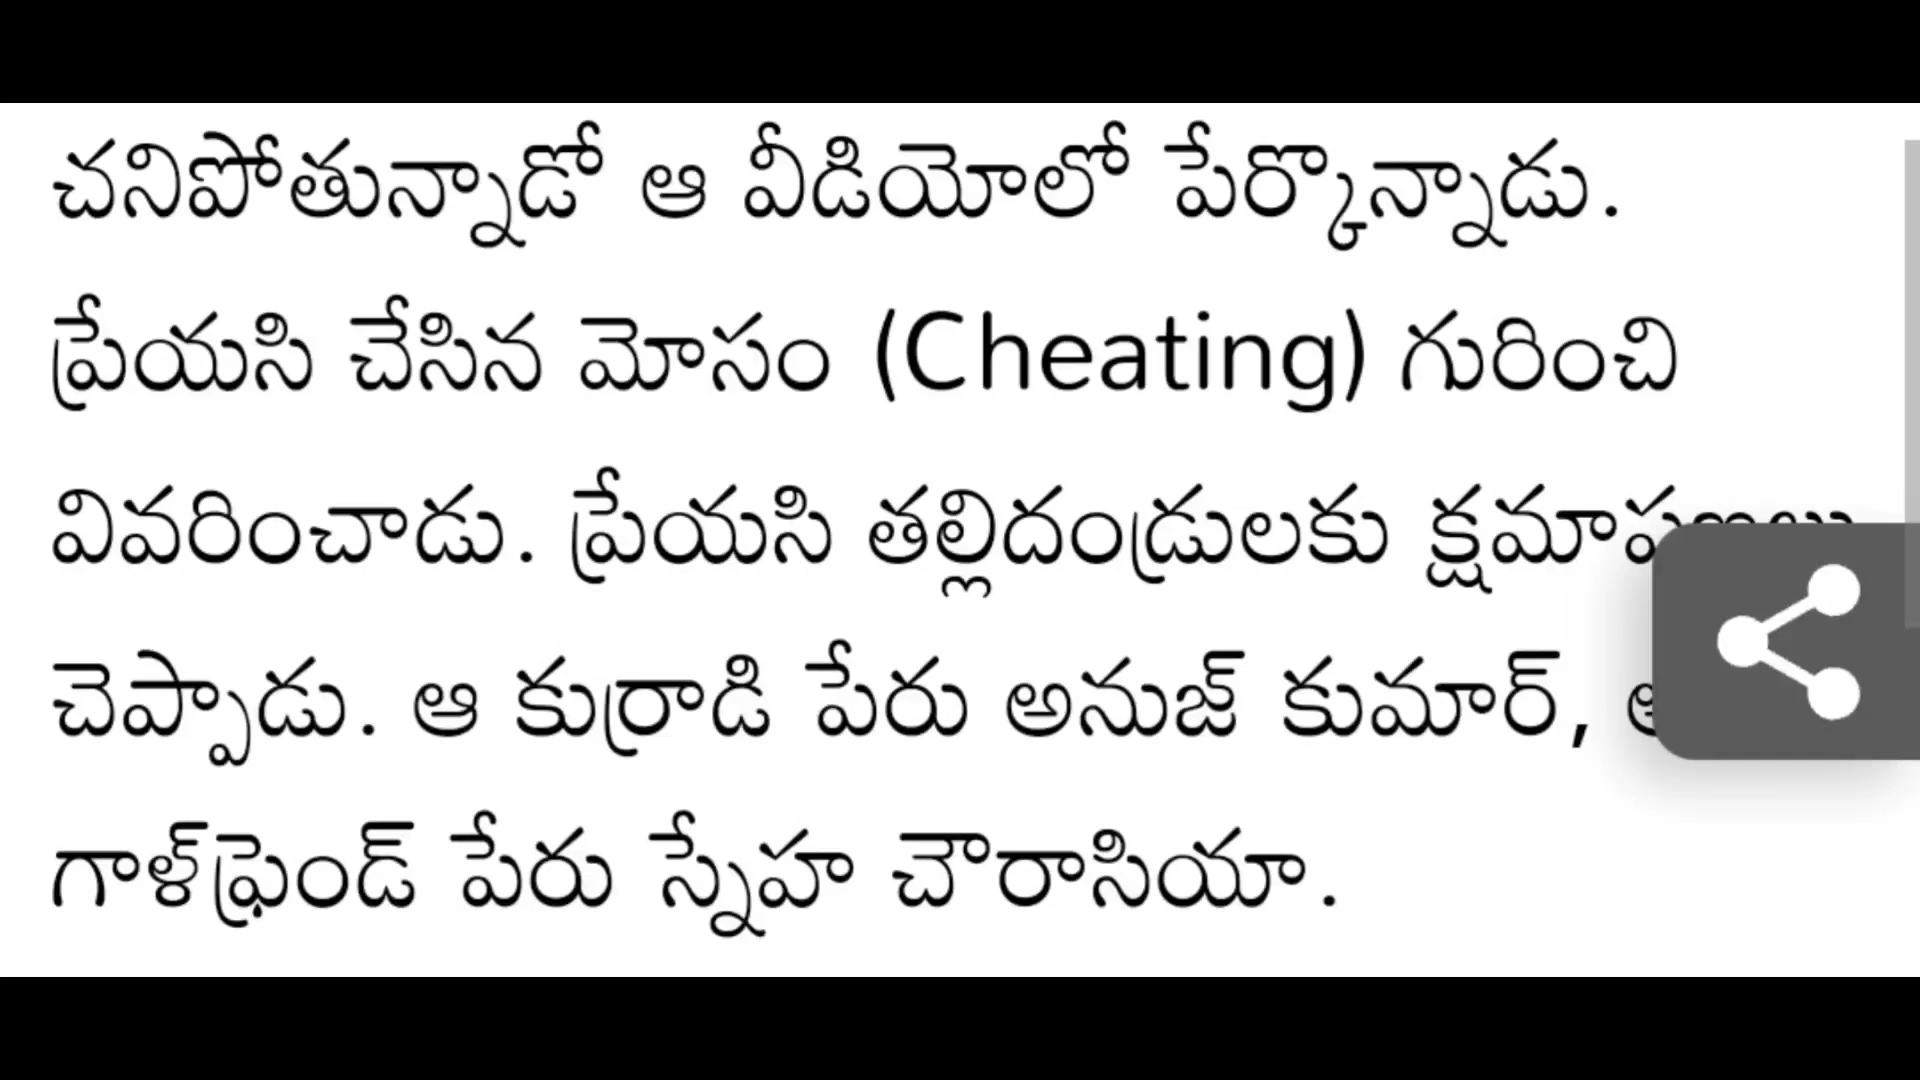 చనిపోతున్నాడో ఆ వీడియోలో పేర్కొన్నాడు.
ప్రేయసి చేసిన మోసం (Cheating) గురించి
వివరించాడు. ప్రేయసి తల్లిదండ్రులకు
చెప్పాడు. ఆ కుర్రాడి పేరు అనుజ్ కుమార్,
గాళ్‌ఫ్రెండ్ పేరు స్నేహ చౌరాసియా.